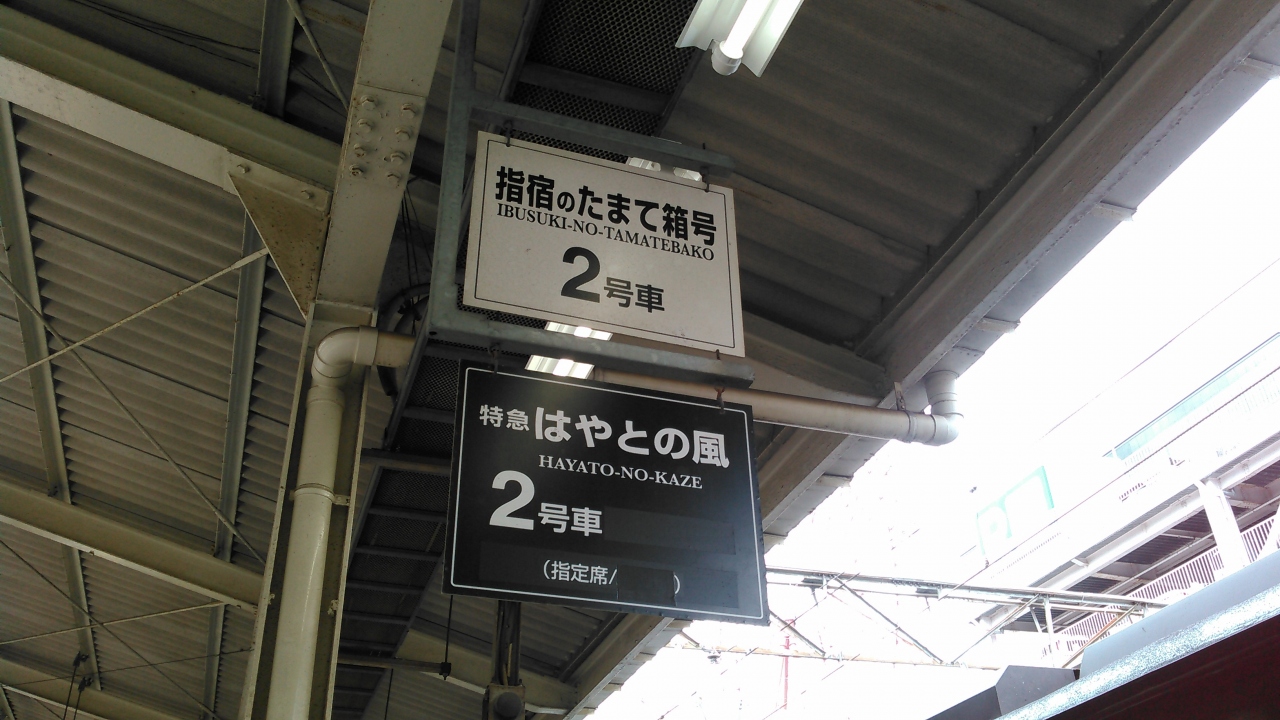 指宿のたまて箱号
IBUSUKI-NO-TAMATEBAKO
2号車
特急 はやとの風
HAYATO-NO-KAZE
2号車
(指定席/ )